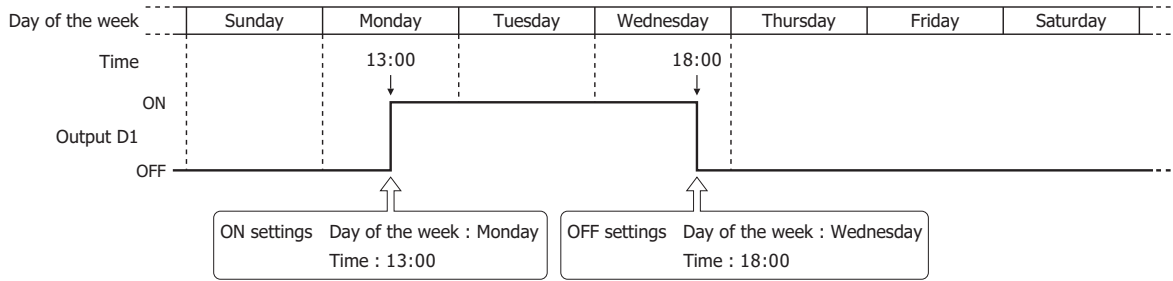 Day of the week Sunday Monday Tuesday Wednesday Thursday Friday Saturday
Time 13:00 18:00
ON
Output D1
OFF
ON settings Day of the week : Monday
Time : 13:00
OFF settings Day of the week : Wednesday
Time : 18:00